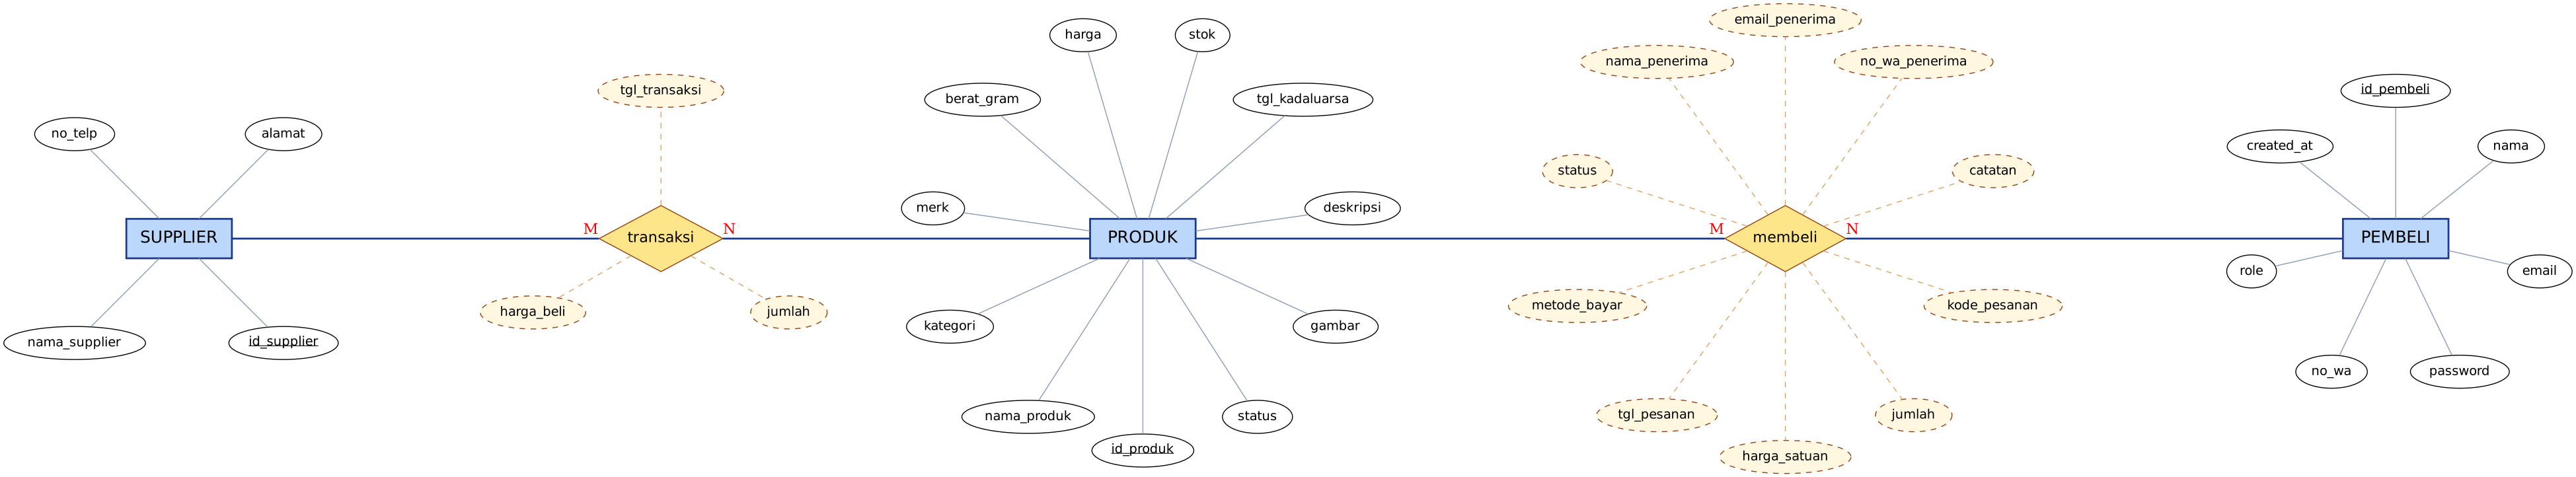 email_penerima
harga
stok
nama_penerima
no_wa_penerima
tgl_transaksi
berat_gram
tgl_kadaluarsa
id_pembeli
no_telp
alamat
created_at
nama
status
catatan
merk
deskripsi
SUPPLIER
M
transaksi
N
PRODUK
M
membeli
N
PEMBELI
role
email
harga_beli
jumlah
kategori
gambar
metode_bayar
kode_pesanan
nama_supplier
id_supplier
no_wa
password
nama_produk
status
tgl_pesanan
jumlah
id_produk
harga_satuan